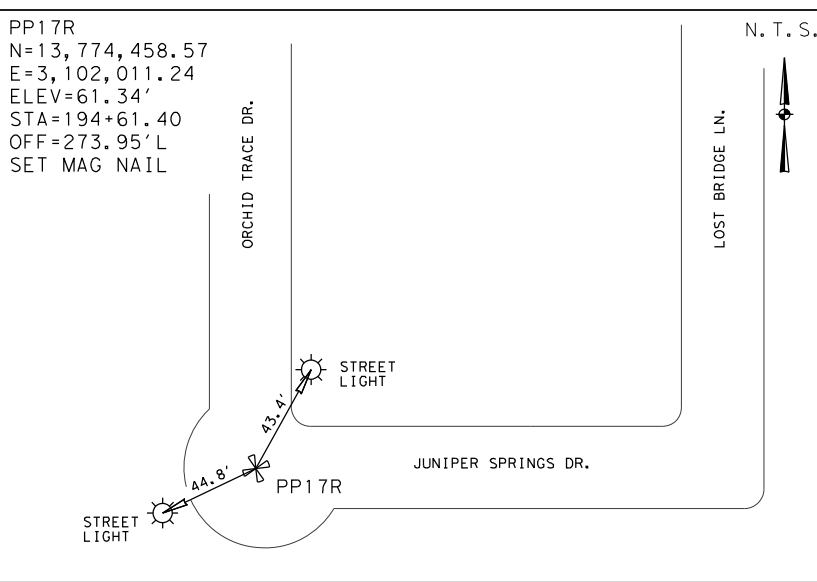 PP17R
N=13,774,458.57
E=3,102,011.24
ELEV=61.34'
STA=194+61.40
OFF=273.95'L
SET MAG NAIL
N.T.S.
ORCHID TRACE DR.
LOST BRIDGE LN.
STREET
LIGHT
43.4'
JUNIPER SPRINGS DR.
44.8'
PP17R
STREET
LIGHT